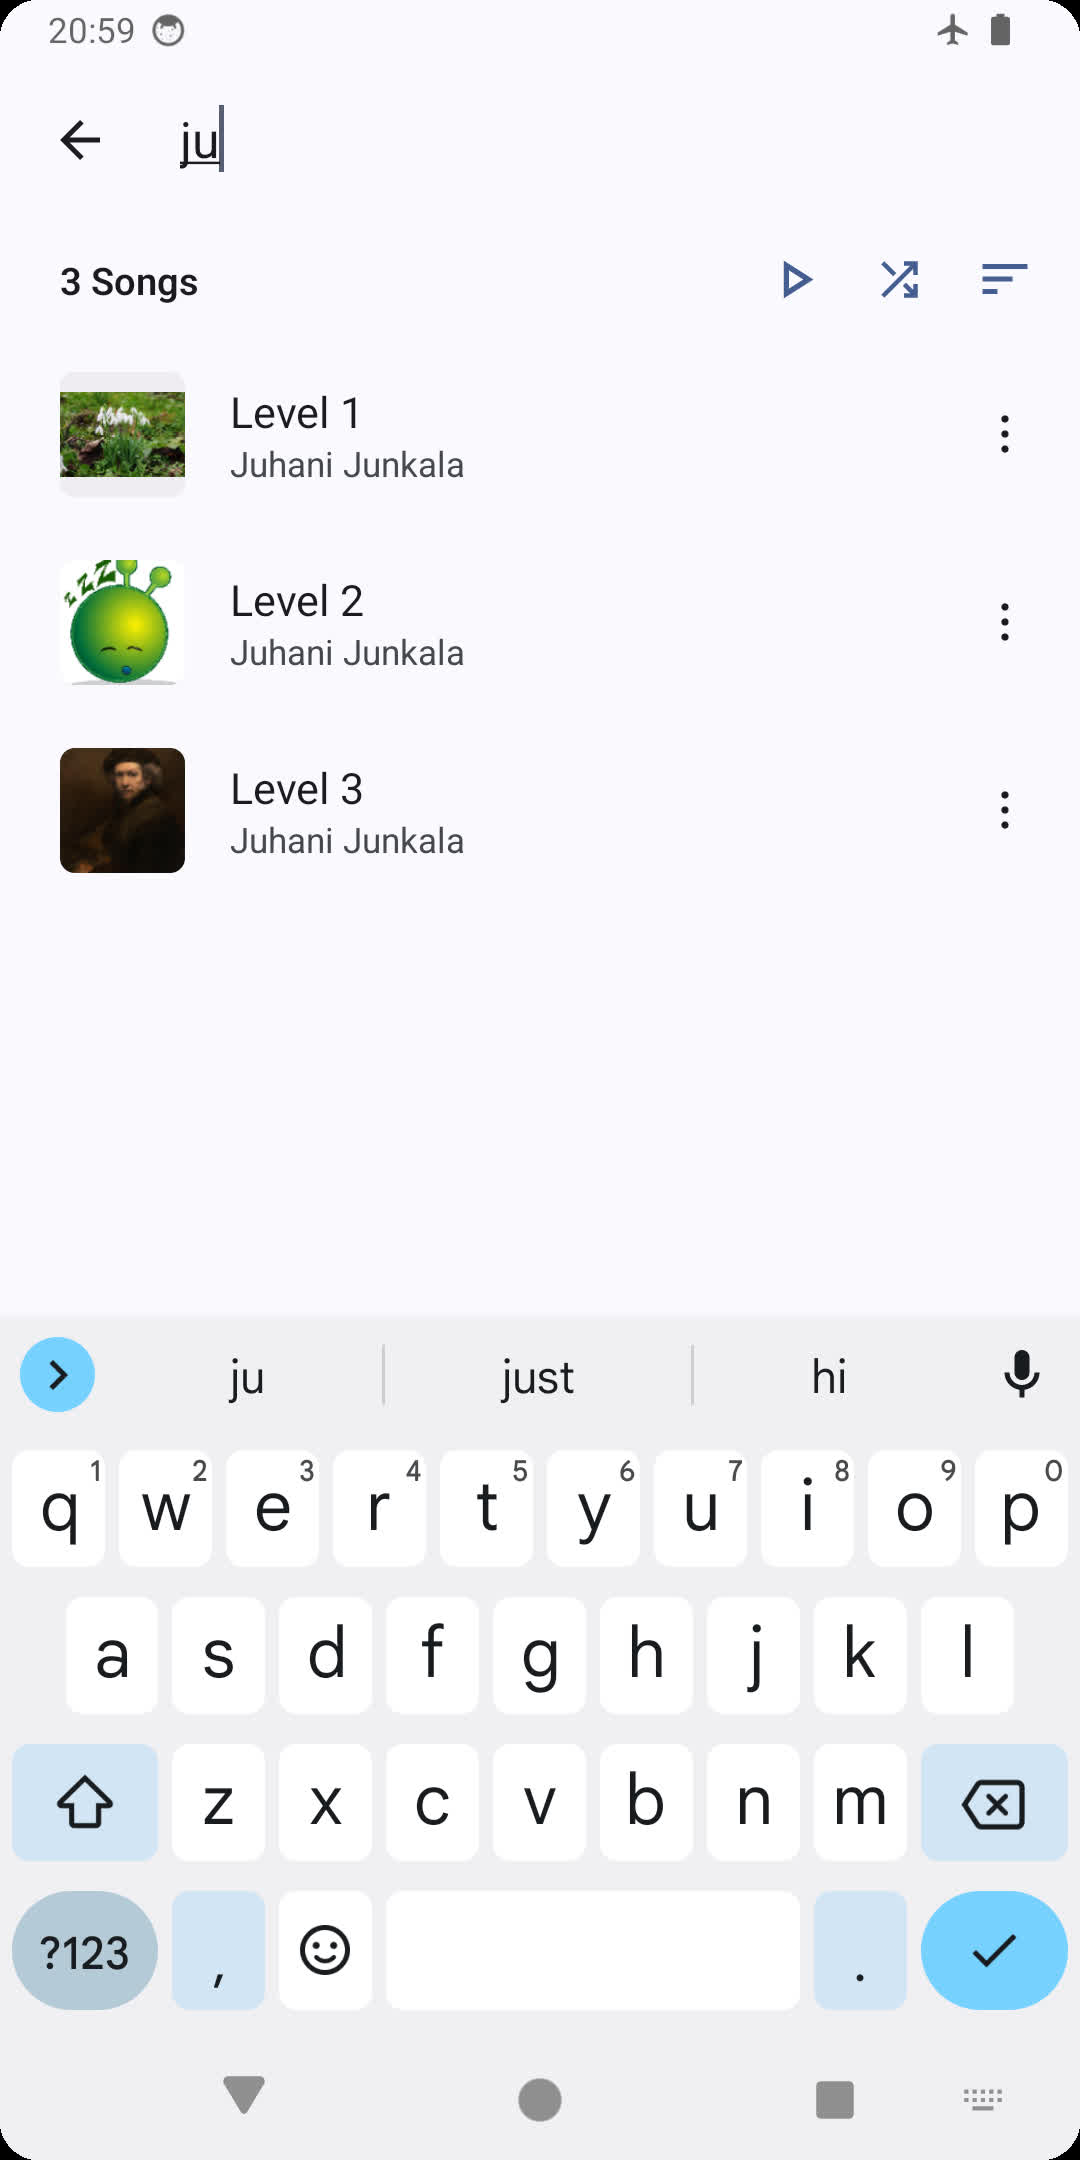 20:59
ju
3 Songs
Level 1
Juhani Junkala
zzz
Level 2
Juhani Junkala
Level 3
Juhani Junkala
ju just hi
q1 w2 e3 r4 t5 y6 u7 i8 o9 p0
a s d f g h j k l
z x c v b n m
?123 , .